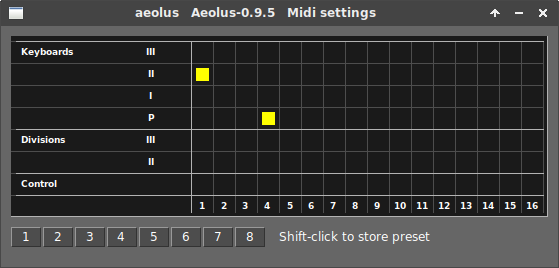 aeolus Aeolus-0.9.5 Midi settings
Keyboards III
II
I
P
Divisions III
II
Control
1 2 3 4 5 6 7 8 9 10 11 12 13 14 15 16
1 2 3 4 5 6 7 8 Shift-click to store preset